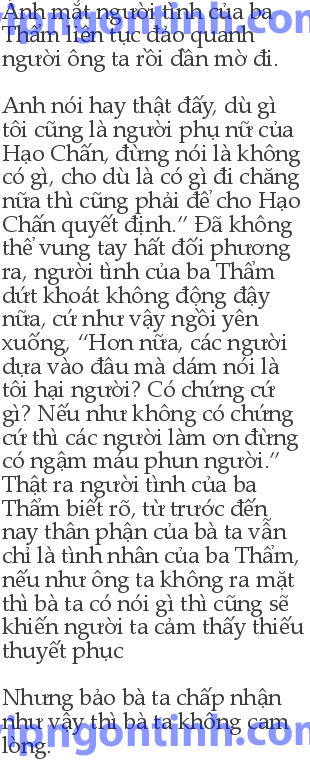 vipngontinh.com
Ánh mắt người tình của ba
Thẩm liên tục đảo quanh
người ông ta rồi dần mờ đi.
Anh nói hay thật đấy, dù gì
tôi cũng là người phụ nữ của
Hạo Chấn, đừng nói là không
có gì, cho dù là có gì đi chăng
nữa thì cũng phải để cho Hạo
Chấn quyết định.” Đã không
thể vung tay hất đối phương
ra, người tình của ba Thẩm
dứt khoát không động đậy
nữa, cứ như vậy ngồi yên
xuống, “Hơn nữa, các người
dựa vào đâu mà dám nói là
tôi hại người? Có chứng cứ
gì? Nếu như không có chứng
cứ thì các người làm ơn đừng
có ngậm máu phun người.”
Thật ra người tình của ba
Thẩm biết rõ, từ trước đến
nay thân phận của bà ta vẫn
chỉ là tình nhân của ba Thẩm,
nếu như ông ta không ra mặt
thì bà ta có nói gì thì cũng sẽ
khiến người ta cảm thấy thiếu
thuyết phục
Nhưng bảo bà ta chấp nhận
như vậy thì bà ta không cam
lòng.
vipngontinh.com